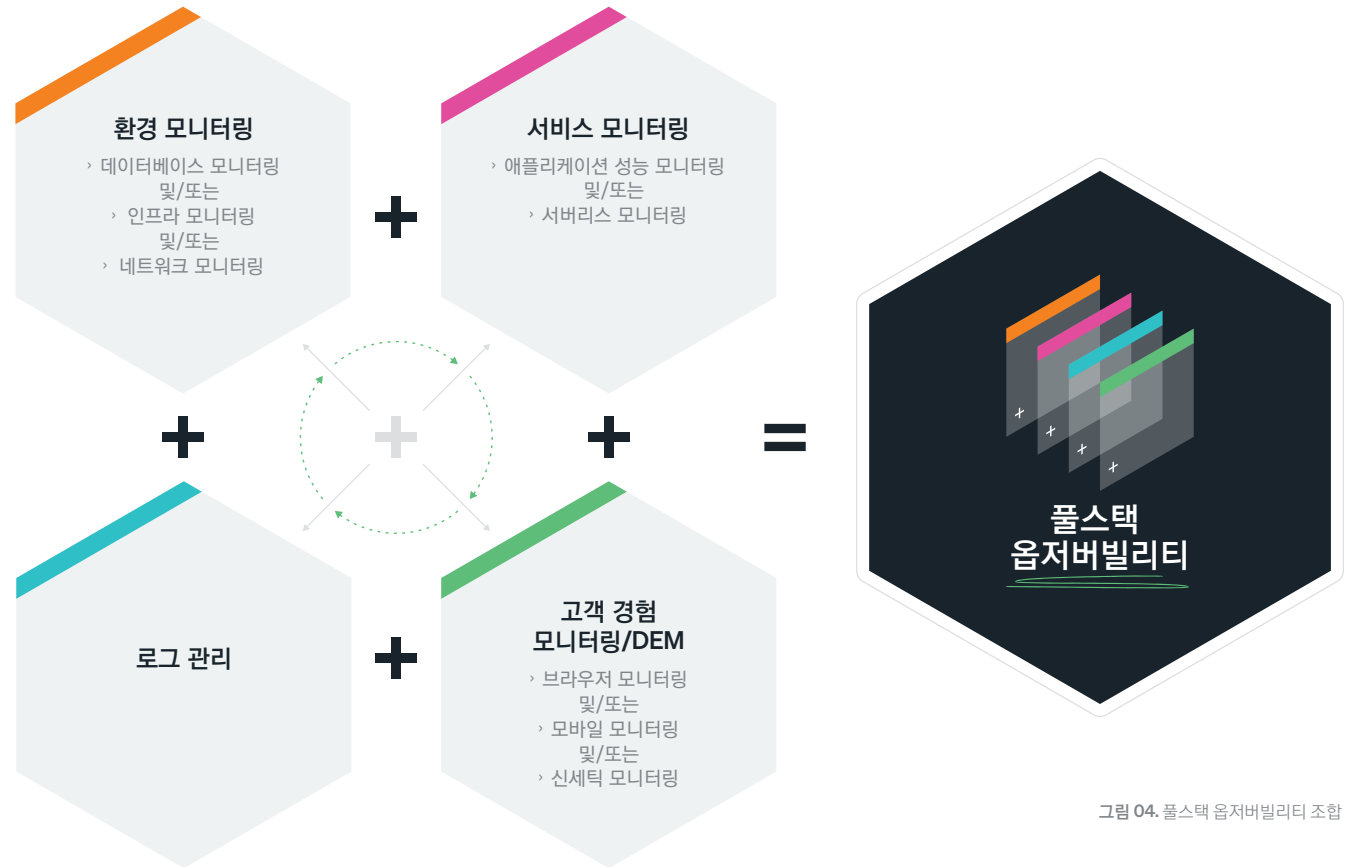 환경 모니터링
› 데이터베이스 모니터링
및/또는
› 인프라 모니터링
및/또는
› 네트워크 모니터링
서비스 모니터링
› 애플리케이션 성능 모니터링
및/또는
› 서버리스 모니터링
로그 관리
고객 경험
모니터링/DEM
› 브라우저 모니터링
및/또는
› 모바일 모니터링
및/또는
› 신세틱 모니터링
풀스택
옵저버빌리티
그림 04. 풀스택 옵저버빌리티 조합